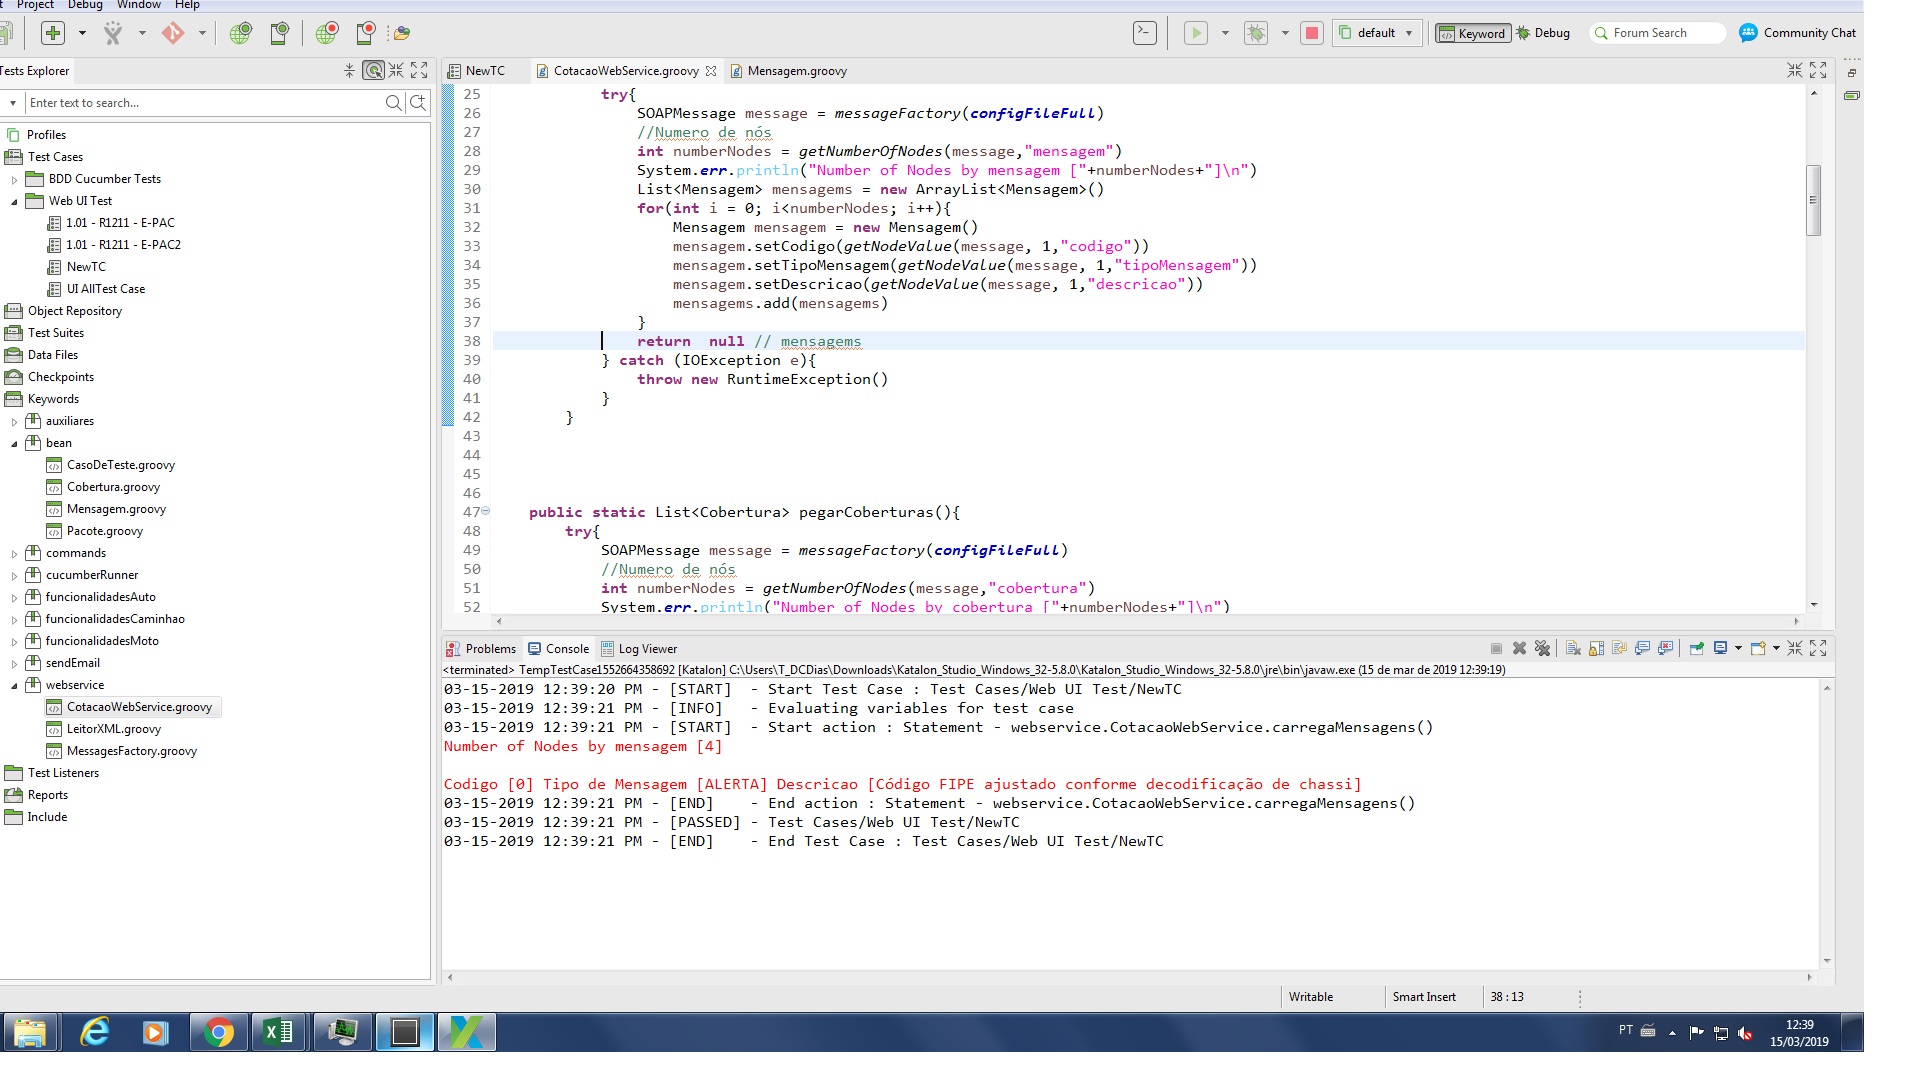 Project Debug Window Help
default Keyword Debug Forum Search Community Chat
Tests Explorer
Enter text to search...
Profiles
Test Cases
BDD Cucumber Tests
Web UI Test
1.01 - R1211 - E-PAC
1.01 - R1211 - E-PAC2
NewTC
UI AllTest Case
Object Repository
Test Suites
Data Files
Checkpoints
Keywords
auxiliares
bean
CasoDeTeste.groovy
Cobertura.groovy
Mensagem.groovy
Pacote.groovy
commands
cucumberRunner
funcionalidadesAuto
funcionalidadesCaminhao
funcionalidadesMoto
sendEmail
webservice
CotacaoWebService.groovy
LeitorXML.groovy
MessagesFactory.groovy
Test Listeners
Reports
Include
NewTC CotacaoWebService.groovy Mensagem.groovy
25 try{
26 SOAPMessage message = messageFactory(configFileFull)
27 //Numero de nós
28 int numberNodes = getNumberOfNodes(message,"mensagem")
29 System.err.println("Number of Nodes by mensagem ["+numberNodes+"]\n")
30 List<Mensagem> mensagems = new ArrayList<Mensagem>()
31 for(int i = 0; i<numberNodes; i++){
32 Mensagem mensagem = new Mensagem()
33 mensagem.setCodigo(getNodeValue(message, 1,"codigo"))
34 mensagem.setTipoMensagem(getNodeValue(message, 1,"tipoMensagem"))
35 mensagem.setDescricao(getNodeValue(message, 1,"descricao"))
36 mensagems.add(mensagems)
37 }
38 return  null // mensagems
39 } catch (IOException e){
40 throw new RuntimeException()
41 }
42 }
43
44
45
46
47 public static List<Cobertura> pegarCoberturas(){
48 try{
49 SOAPMessage message = messageFactory(configFileFull)
50 //Numero de nós
51 int numberNodes = getNumberOfNodes(message,"cobertura")
52 System.err.println("Number of Nodes by cobertura ["+numberNodes+"]\n")
Problems Console Log Viewer
<terminated> TempTestCase1552664358692 [Katalon] C:\Users\T_DCDias\Downloads\Katalon_Studio_Windows_32-5.8.0\Katalon_Studio_Windows_32-5.8.0\jre\bin\javaw.exe (15 de mar de 2019 12:39:19)
03-15-2019 12:39:20 PM - [START]  - Start Test Case : Test Cases/Web UI Test/NewTC
03-15-2019 12:39:21 PM - [INFO]   - Evaluating variables for test case
03-15-2019 12:39:21 PM - [START]  - Start action : Statement - webservice.CotacaoWebService.carregaMensagens()
Number of Nodes by mensagem [4]
Codigo [0] Tipo de Mensagem [ALERTA] Descricao [Código FIPE ajustado conforme decodificação de chassi]
03-15-2019 12:39:21 PM - [END]    - End action : Statement - webservice.CotacaoWebService.carregaMensagens()
03-15-2019 12:39:21 PM - [PASSED] - Test Cases/Web UI Test/NewTC
03-15-2019 12:39:21 PM - [END]    - End Test Case : Test Cases/Web UI Test/NewTC
Writable Smart Insert 38 : 13
PT 12:39
15/03/2019